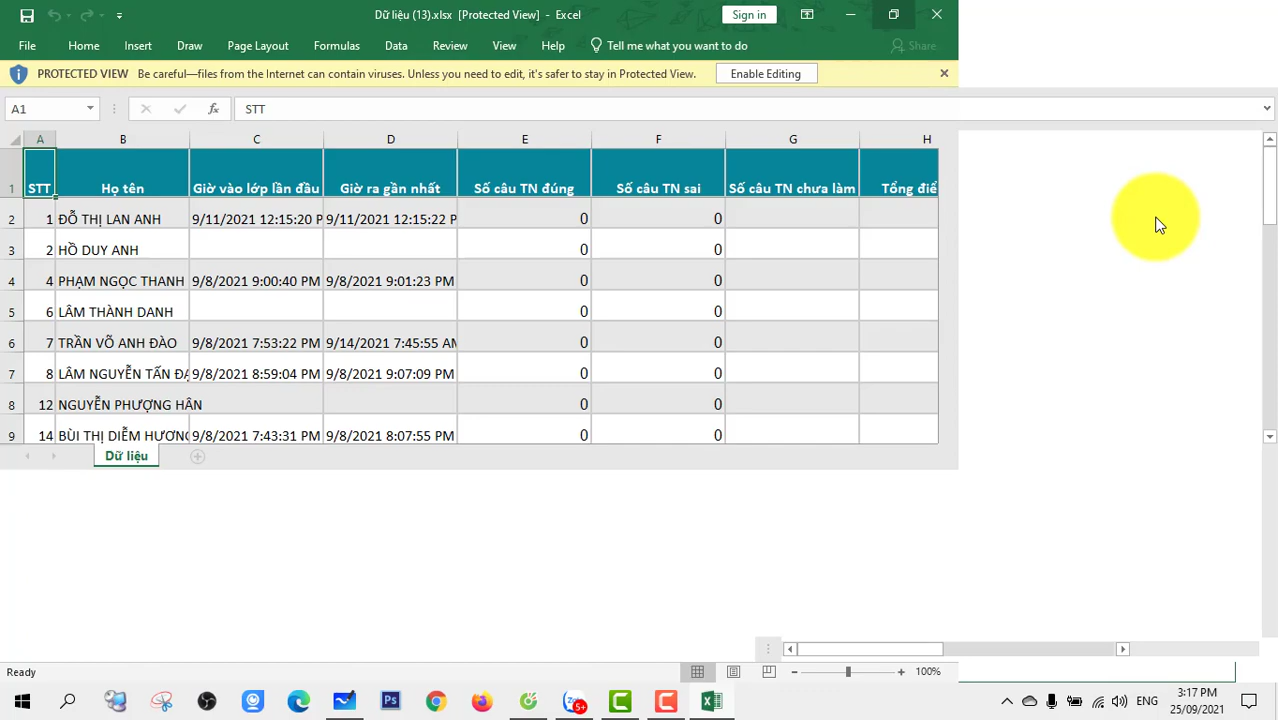 Dữ liệu (13).xlsx [Protected View] - Excel
Sign in
File Home Insert Draw Page Layout Formulas Data Review View Help Tell me what you want to do Share
PROTECTED VIEW Be careful—files from the Internet can contain viruses. Unless you need to edit, it's safer to stay in Protected View. Enable Editing
A1 fx STT
A B C D E F G H
1 STT Họ tên Giờ vào lớp lần đầu Giờ ra gần nhất Số câu TN đúng Số câu TN sai Số câu TN chưa làm Tổng điể
2 1 ĐỖ THỊ LAN ANH 9/11/2021 12:15:20 P 9/11/2021 12:15:22 P 0 0
3 2 HỒ DUY ANH 0 0
4 4 PHẠM NGỌC THANH 9/8/2021 9:00:40 PM 9/8/2021 9:01:23 PM 0 0
5 6 LÂM THÀNH DANH 0 0
6 7 TRẦN VÕ ANH ĐÀO 9/8/2021 7:53:22 PM 9/14/2021 7:45:55 AM 0 0
7 8 LÂM NGUYỄN TẤN ĐẠ 9/8/2021 8:59:04 PM 9/8/2021 9:07:09 PM 0 0
8 12 NGUYỄN PHƯỢNG HÂN 0 0
9 14 BÙI THỊ DIỄM HƯƠNG 9/8/2021 7:43:31 PM 9/8/2021 8:07:55 PM 0 0
Dữ liệu
Ready 100%
5+
Ps
ENG
3:17 PM
25/09/2021